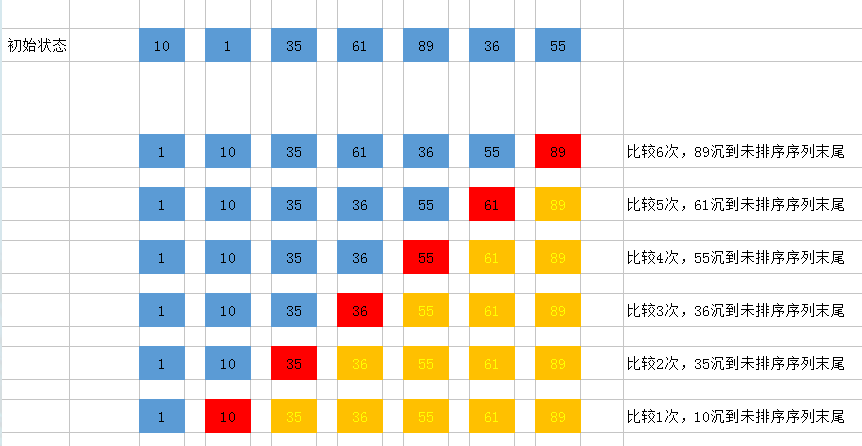 初始状态 10 1 35 61 89 36 55
1 10 35 61 36 55 89 比较6次，89沉到未排序序列末尾
1 10 35 36 55 61 89 比较5次，61沉到未排序序列末尾
1 10 35 36 55 61 89 比较4次，55沉到未排序序列末尾
1 10 35 36 55 61 89 比较3次，36沉到未排序序列末尾
1 10 35 36 55 61 89 比较2次，35沉到未排序序列末尾
1 10 35 36 55 61 89 比较1次，10沉到未排序序列末尾